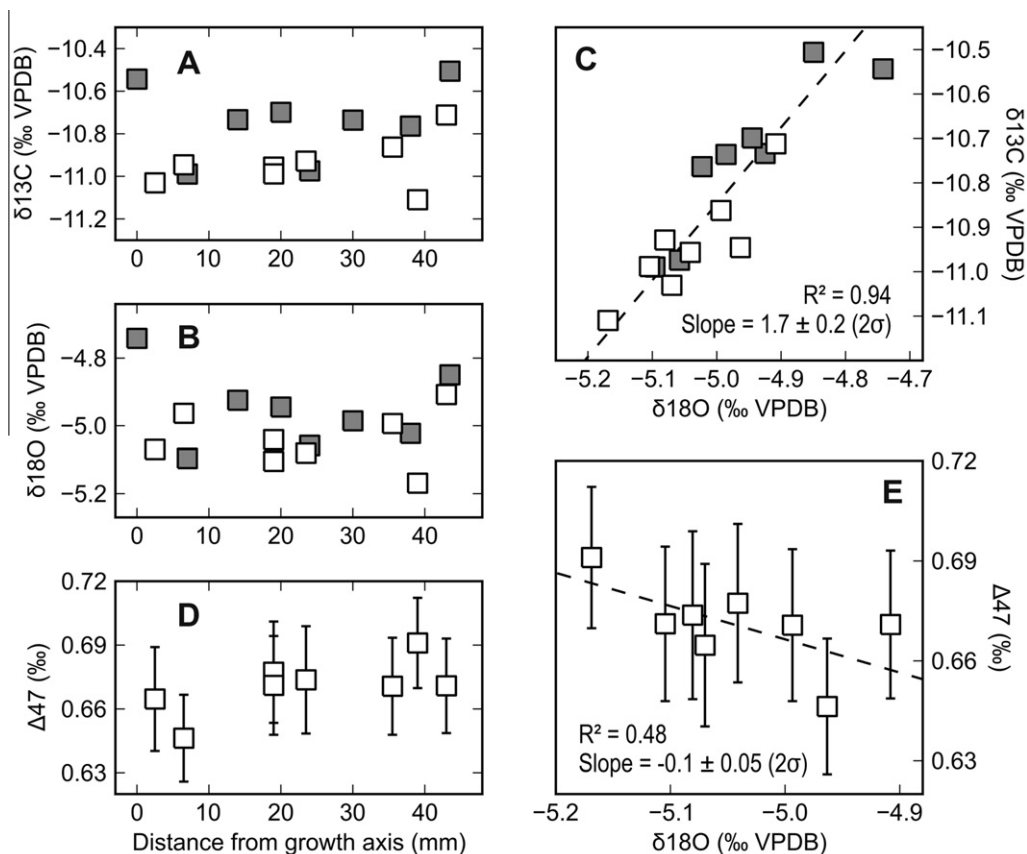 −10.4
−10.6
−10.8
−11.0
−11.2
δ13C (‰ VPDB)
A
0 10 20 30 40
−4.8
−5.0
−5.2
δ18O (‰ VPDB)
B
0 10 20 30 40
0.72
0.69
0.66
0.63
Δ47 (‰)
D
0 10 20 30 40
Distance from growth axis (mm)
C
−10.5
−10.6
−10.7
−10.8
−10.9
−11.0
−11.1
δ13C (‰ VPDB)
R² = 0.94
Slope = 1.7 ± 0.2 (2σ)
−5.2 −5.1 −5.0 −4.9 −4.8 −4.7
δ18O (‰ VPDB)
E
0.72
0.69
0.66
0.63
Δ47 (‰)
R² = 0.48
Slope = -0.1 ± 0.05 (2σ)
−5.2 −5.1 −5.0 −4.9
δ18O (‰ VPDB)